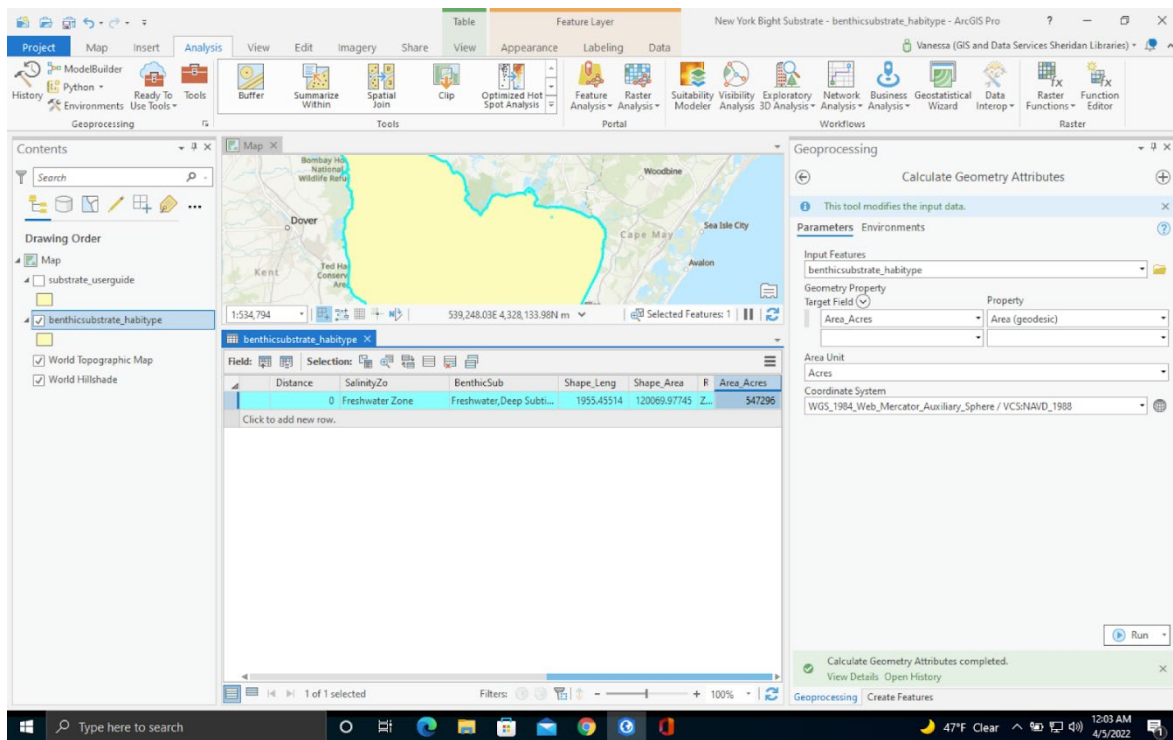 Table
Feature Layer
New York Bight Substrate - benthicsubstrate_habitype - ArcGIS Pro
?
Project Map Insert Analysis View Edit Imagery Share View Appearance Labeling Data
Vanessa (GIS and Data Services Sheridan Libraries)
History
ModelBuilder
Python
Environments
Ready To Use Tools
Tools
Buffer
Summarize Within
Spatial Join
Clip
Optimized Hot Spot Analysis
Feature Analysis
Raster Analysis
Suitability Modeler
Visibility Analysis
Exploratory 3D Analysis
Network Analysis
Business Analysis
Geostatistical Wizard
Data Interop
Raster Functions
Function Editor
Geoprocessing
Tools
Portal
Workflows
Raster
Contents
Search
Drawing Order
Map
substrate_userguide
benthicsubstrate_habitype
World Topographic Map
World Hillshade
Map
Bombay Ho
National
Wildlife Refu
Woodbine
Dover
Cape May
Sea Isle City
Kent
Ted Ha
Conserv
Are
Avalon
1:534,794
539,248.03E 4,328,133.98N m
Selected Features: 1
benthicsubstrate_habitype
Field:
Selection:
Distance SalinityZo BenthicSub Shape_Leng Shape_Area R Area_Acres
0 Freshwater Zone Freshwater,Deep Subti... 1955.45514 120069.97745 Z... 547296
Click to add new row.
1 of 1 selected
Filters:
100%
Geoprocessing
Calculate Geometry Attributes
This tool modifies the input data.
Parameters Environments
Input Features
benthicsubstrate_habitype
Geometry Property
Target Field
Property
Area_Acres
Area (geodesic)
Area Unit
Acres
Coordinate System
WGS_1984_Web_Mercator_Auxiliary_Sphere / VCS:NAVD_1988
Run
Calculate Geometry Attributes completed.
View Details Open History
Geoprocessing Create Features
Type here to search
47°F Clear
12:03 AM
4/5/2022